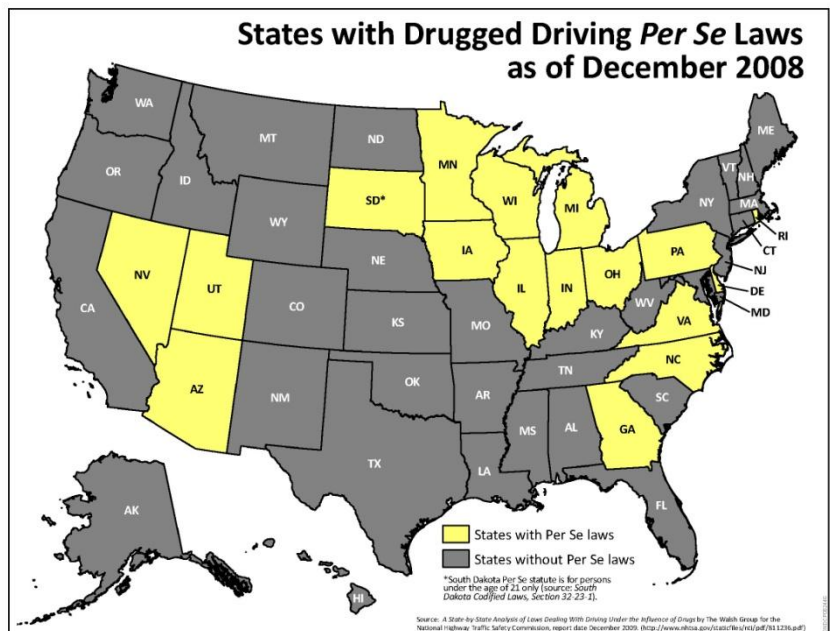 States with Drugged Driving Per Se Laws
as of December 2008
WA
MT
ND
MN
ME
VT
NH
OR
ID
SD*
WI
MI
NY
MA
WY
RI
CT
IA
PA
NJ
NE
NV
UT
IL
IN
OH
DE
MD
CA
CO
WV
VA
KS
MO
KY
NC
TN
AZ
NM
OK
AR
SC
MS
AL
GA
TX
LA
FL
AK
HI
States with Per Se laws
States without Per Se laws
*South Dakota Per Se statute is for persons
under the age of 21 only (source: South
Dakota Codified Laws, Section 32-23-1).
Source: A State-by-State Analysis of Laws Dealing With Driving Under the Influence of Drugs by The Walsh Group for the
National Highway Traffic Safety Commission, report date December 2009. (http://www.nhtsa.gov/staticfiles/nti/pdf/811236.pdf)